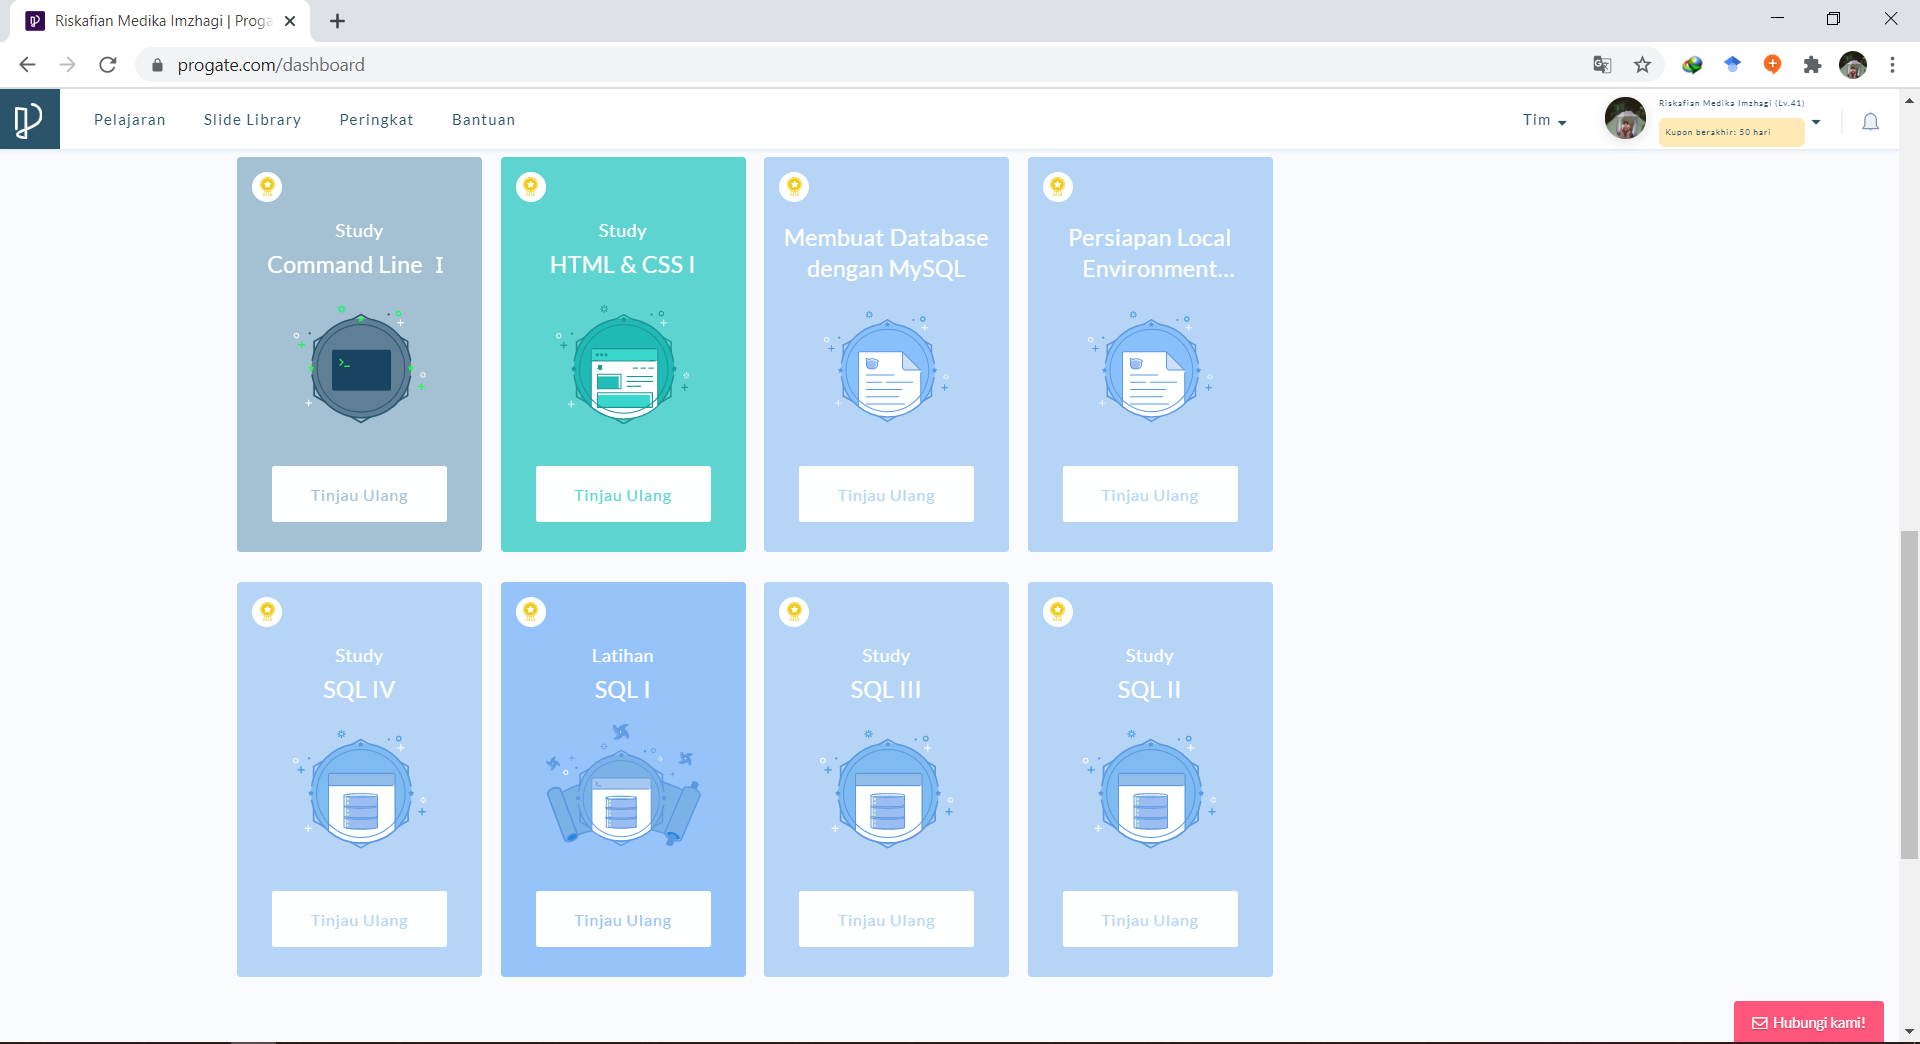 Riskafian Medika Imzhagi | Proga
progate.com/dashboard
Pelajaran
Slide Library
Peringkat
Bantuan
Tim
Riskafian Medika Imzhagi (Lv.41)
Kupon berakhir: 50 hari
Study
Command Line I
Tinjau Ulang
Study
HTML & CSS I
Tinjau Ulang
Membuat Database
dengan MySQL
Tinjau Ulang
Persiapan Local
Environment...
Tinjau Ulang
Study
SQL IV
Tinjau Ulang
Latihan
SQL I
Tinjau Ulang
Study
SQL III
Tinjau Ulang
Study
SQL II
Tinjau Ulang
Hubungi kami!